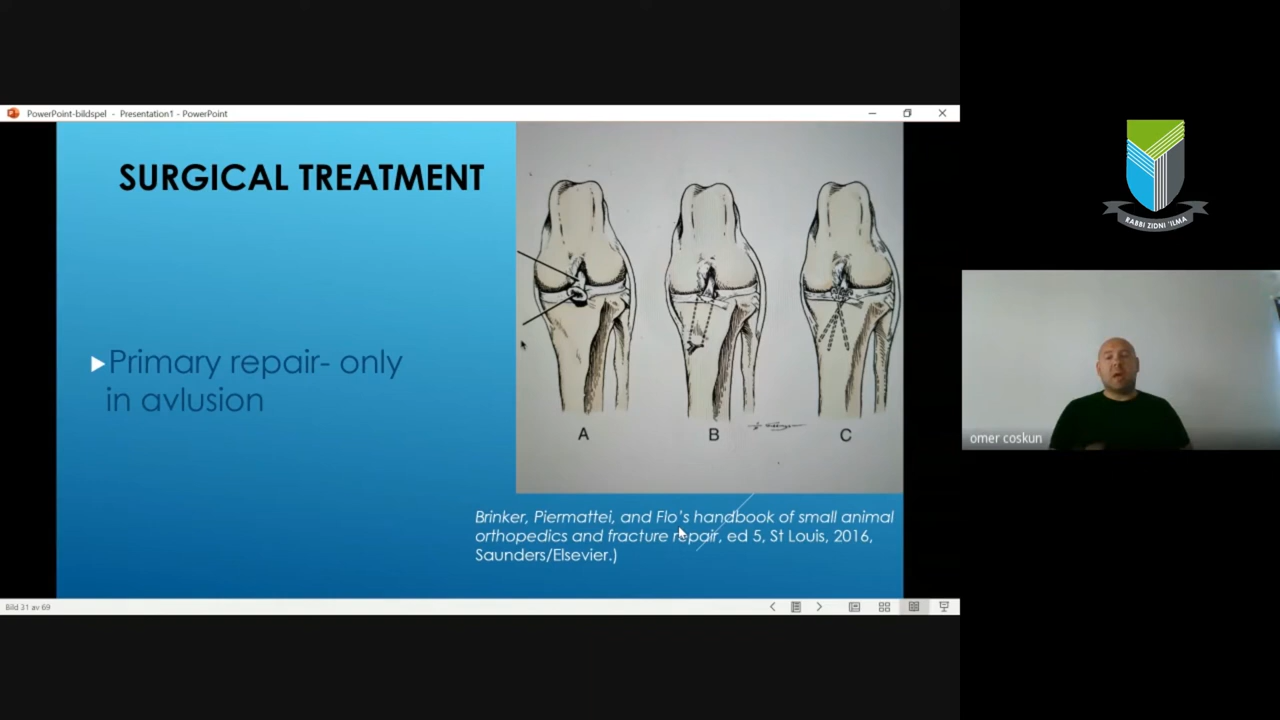 PowerPoint-bildspel - Presentation1 - PowerPoint
SURGICAL TREATMENT
Primary repair- only
in avlusion
A
B
C
Brinker, Piermattei, and Flo's handbook of small animal
orthopedics and fracture repair, ed 5, St Louis, 2016,
Saunders/Elsevier.)
Bild 31 av 69
RABBI ZIDNI 'ILMA
omer coskun